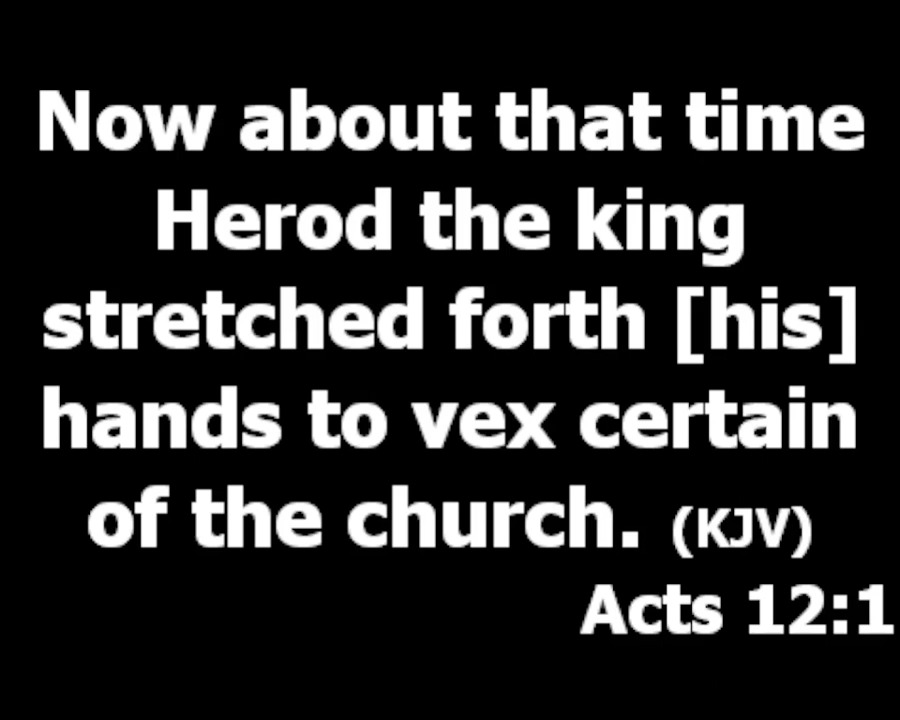 Now about that time
Herod the king
stretched forth [his]
hands to vex certain
of the church. (KJV)
Acts 12:1